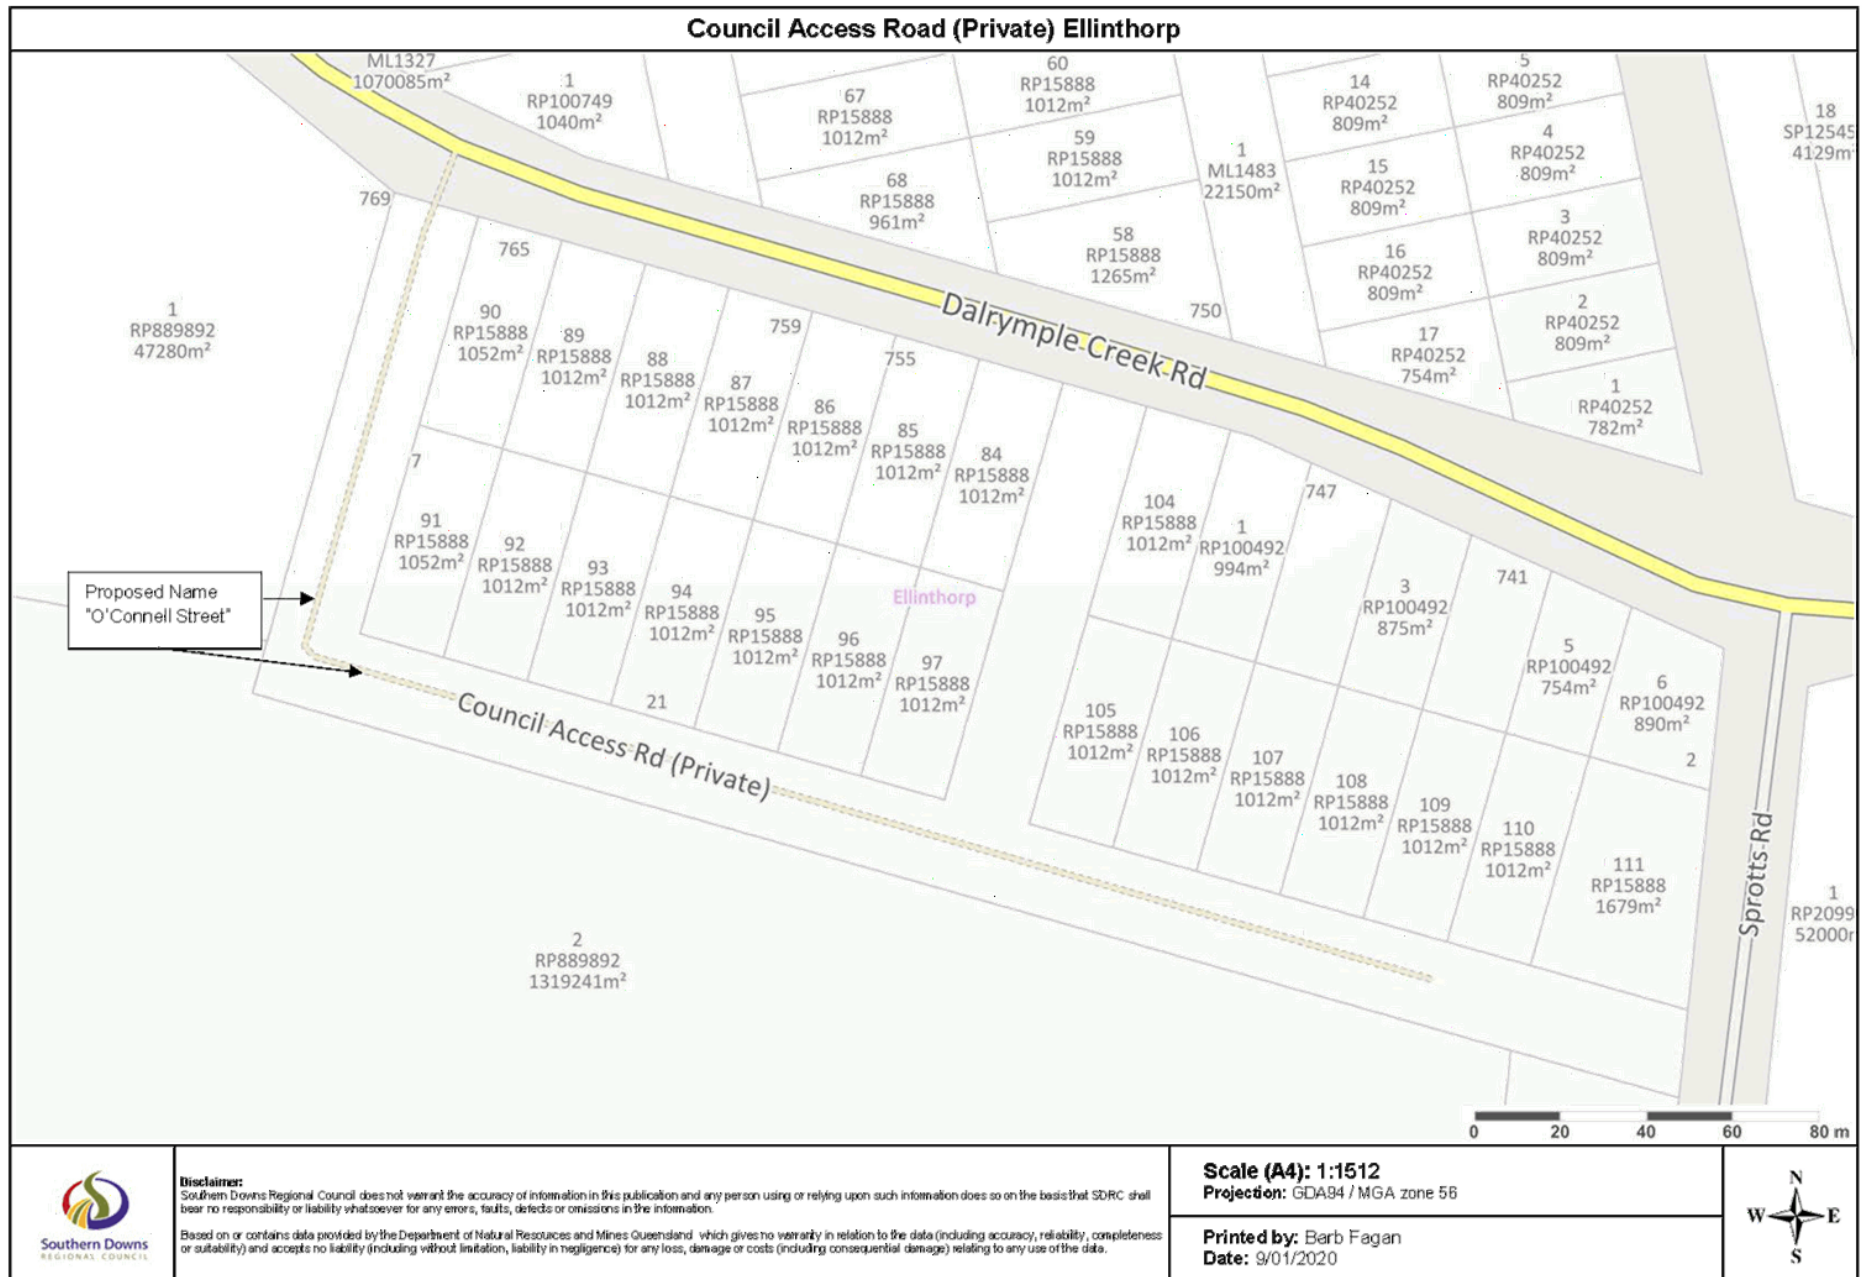 Council Access Road (Private) Ellinthorp
ML1327
1070085m²
1
RP100749
1040m²
67
RP15888
1012m²
60
RP15888
1012m²
59
RP15888
1012m²
68
RP15888
961m²
58
RP15888
1265m²
1
ML1483
22150m²
14
RP40252
809m²
5
RP40252
809m²
4
RP40252
809m²
15
RP40252
809m²
3
RP40252
809m²
16
RP40252
809m²
2
RP40252
809m²
17
RP40252
754m²
1
RP40252
782m²
18
SP12545
4129m
769
765
759
755
750
747
741
Dalrymple Creek Rd
1
RP889892
47280m²
90
RP15888
1052m²
89
RP15888
1012m²
88
RP15888
1012m²
87
RP15888
1012m²
86
RP15888
1012m²
85
RP15888
1012m²
84
RP15888
1012m²
7
91
RP15888
1052m²
92
RP15888
1012m²
93
RP15888
1012m²
94
RP15888
1012m²
95
RP15888
1012m²
96
RP15888
1012m²
97
RP15888
1012m²
Ellinthorp
104
RP15888
1012m²
1
RP100492
994m²
3
RP100492
875m²
5
RP100492
754m²
6
RP100492
890m²
2
105
RP15888
1012m²
106
RP15888
1012m²
107
RP15888
1012m²
108
RP15888
1012m²
109
RP15888
1012m²
110
RP15888
1012m²
111
RP15888
1679m²
Proposed Name
"O'Connell Street"
21
Council Access Rd (Private)
Sprotts Rd
1
RP2099
52000r
2
RP889892
1319241m²
0 20 40 60 80 m
Southern Downs
REGIONAL COUNCIL
Disclaimer:
Southern Downs Regional Council does not warrant the accuracy of information in this publication and any person using or relying upon such information does so on the basis that SDRC shall
bear no responsibility or liability whatsoever for any errors, faults, defects or omissions in the information.
Based on or contains data provided by the Department of Natural Resources and Mines Queensland which gives no warranty in relation to the data (including accuracy, reliability, completeness
or suitability) and accepts no liability (including without limitation, liability in negligence) for any loss, damage or costs (including consequential damage) relating to any use of the data.
Scale (A4): 1:1512
Projection: GDA94 / MGA zone 56
Printed by: Barb Fagan
Date: 9/01/2020
N
W E
S